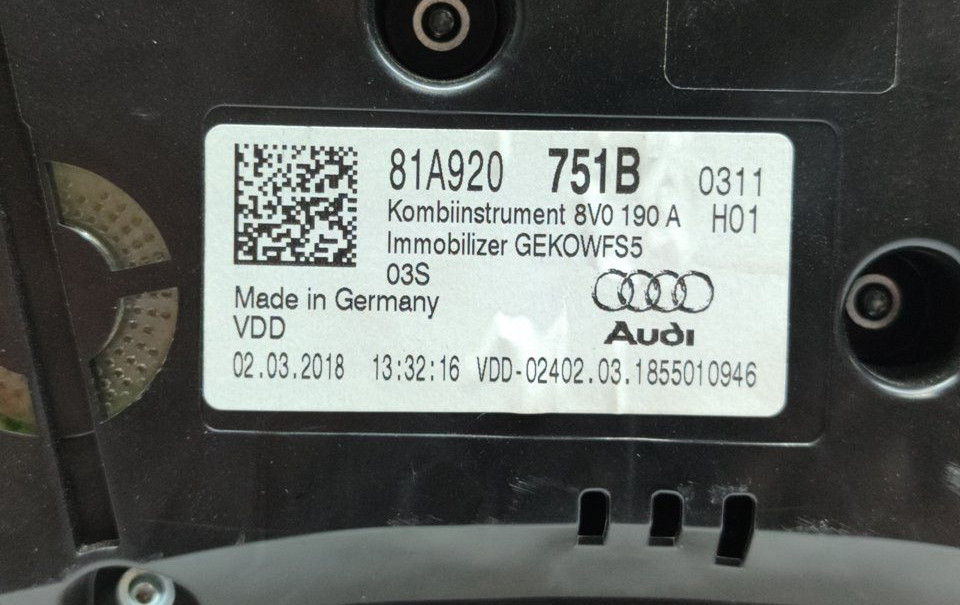 81A920 751B 0311
Kombiinstrument 8V0 190 A H01
Immobilizer GEKOWFS5
03S
Made in Germany
VDD
Audi
02.03.2018 13:32:16 VDD-02402.03.1855010946